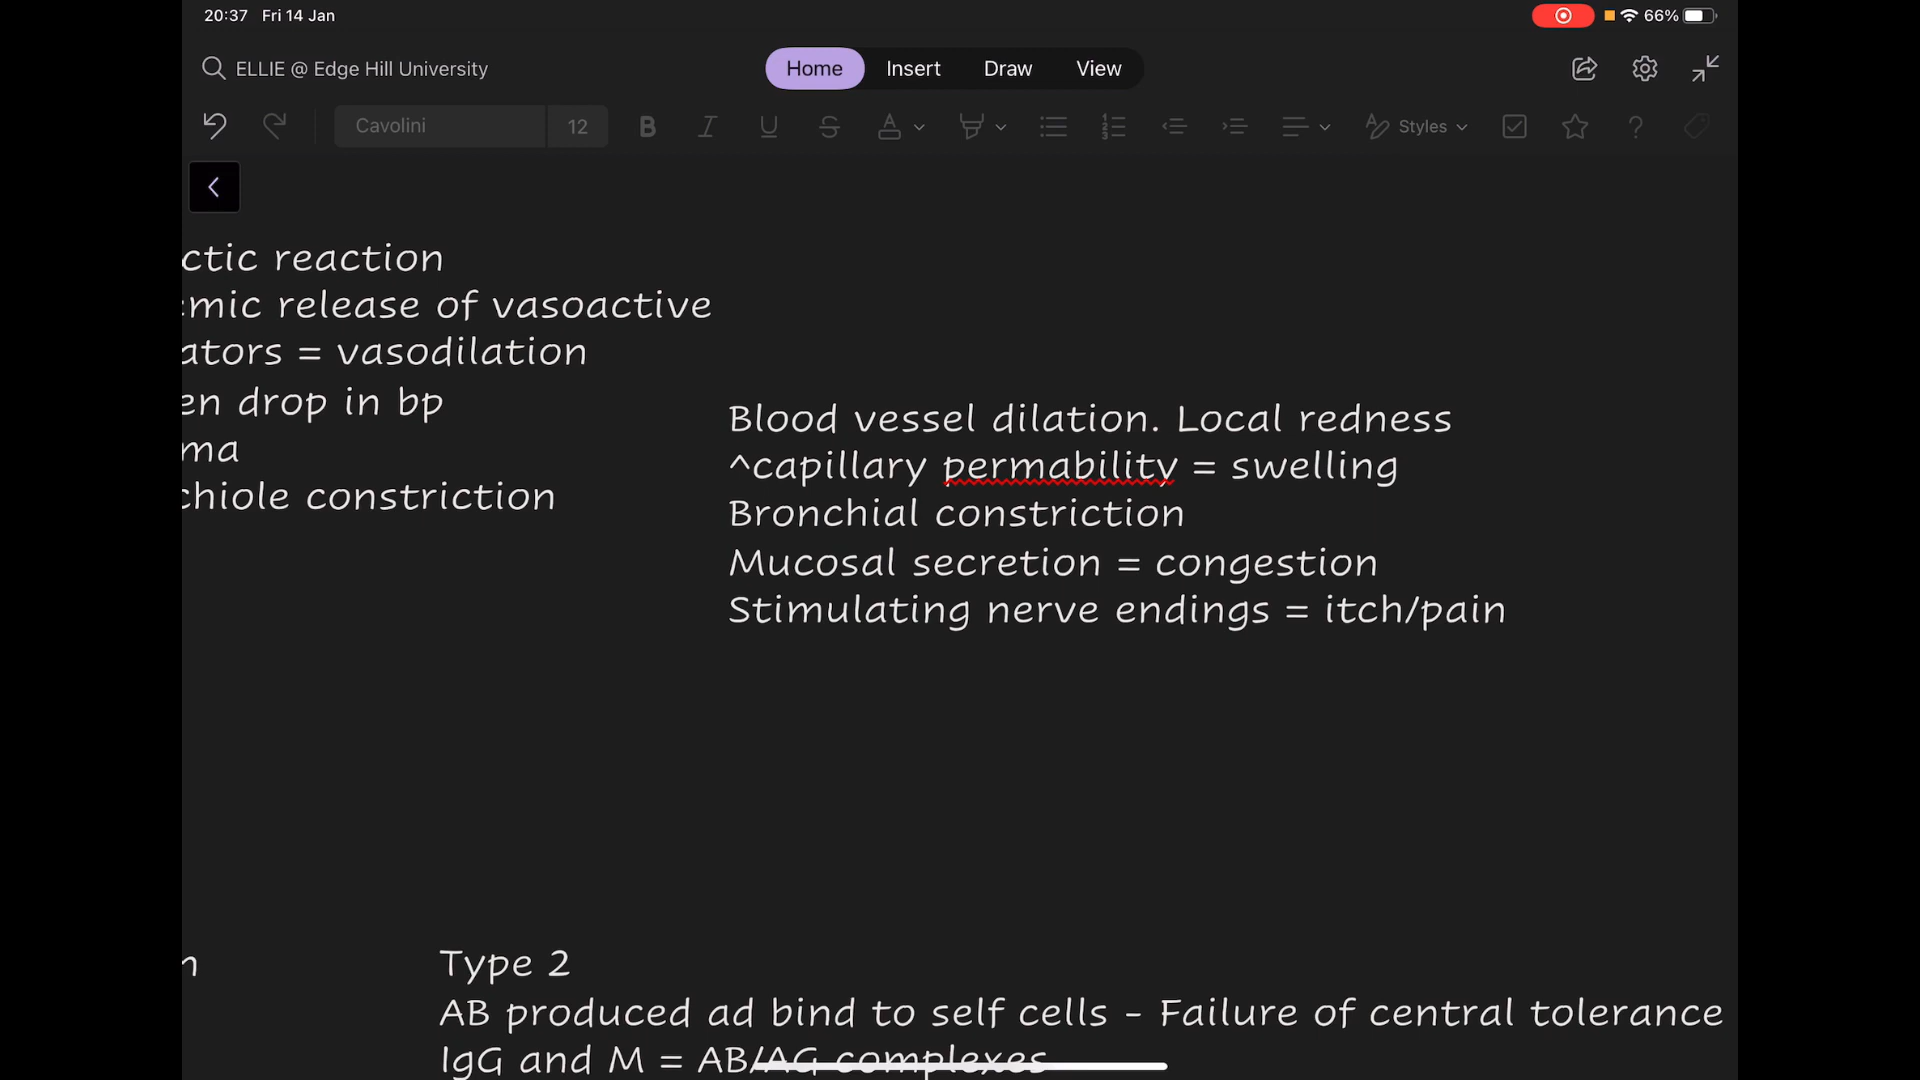 20:37 Fri 14 Jan 66%
ELLIE @ Edge Hill University Home Insert Draw View
Cavolini 12 B I U S A Styles ?
ctic reaction
emic release of vasoactive
ators = vasodilation
en drop in bp
ma
chiole constriction
Blood vessel dilation. Local redness
^capillary permability = swelling
Bronchial constriction
Mucosal secretion = congestion
Stimulating nerve endings = itch/pain
n
Type 2
AB produced ad bind to self cells - Failure of central tolerance
IgG and M = AB/AG complexes